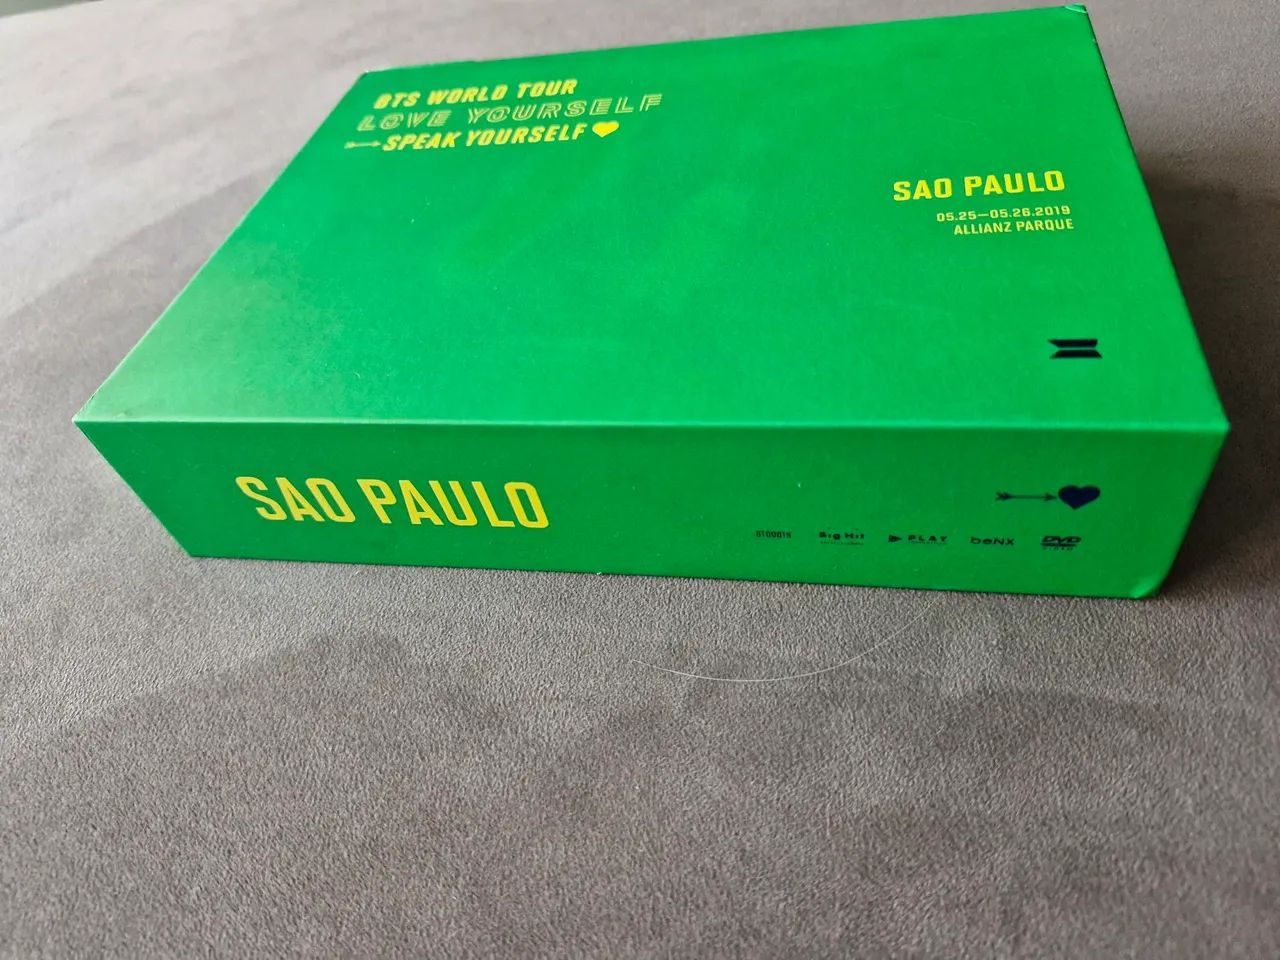 BTS WORLD TOUR
LOVE YOURSELF
SPEAK YOURSELF
SAO PAULO
05.25—05.26.2019
ALLIANZ PARQUE
SAO PAULO
Big Hit
PLAY
beNX
DVD
VIDEO